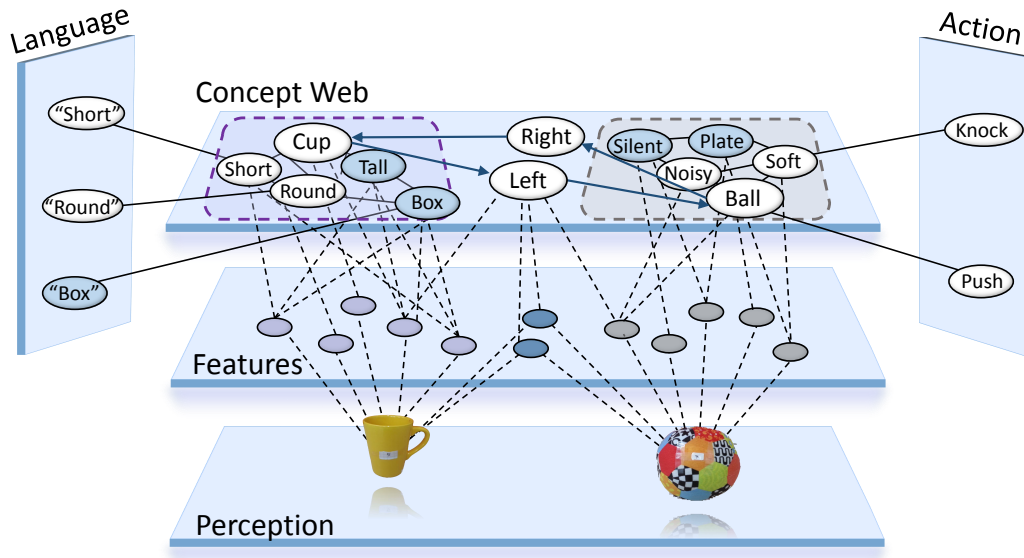 Language
Action
Concept Web
"Short"
"Round"
"Box"
Cup
Short
Tall
Round
Box
Right
Left
Silent
Plate
Noisy
Soft
Ball
Knock
Push
Features
Perception